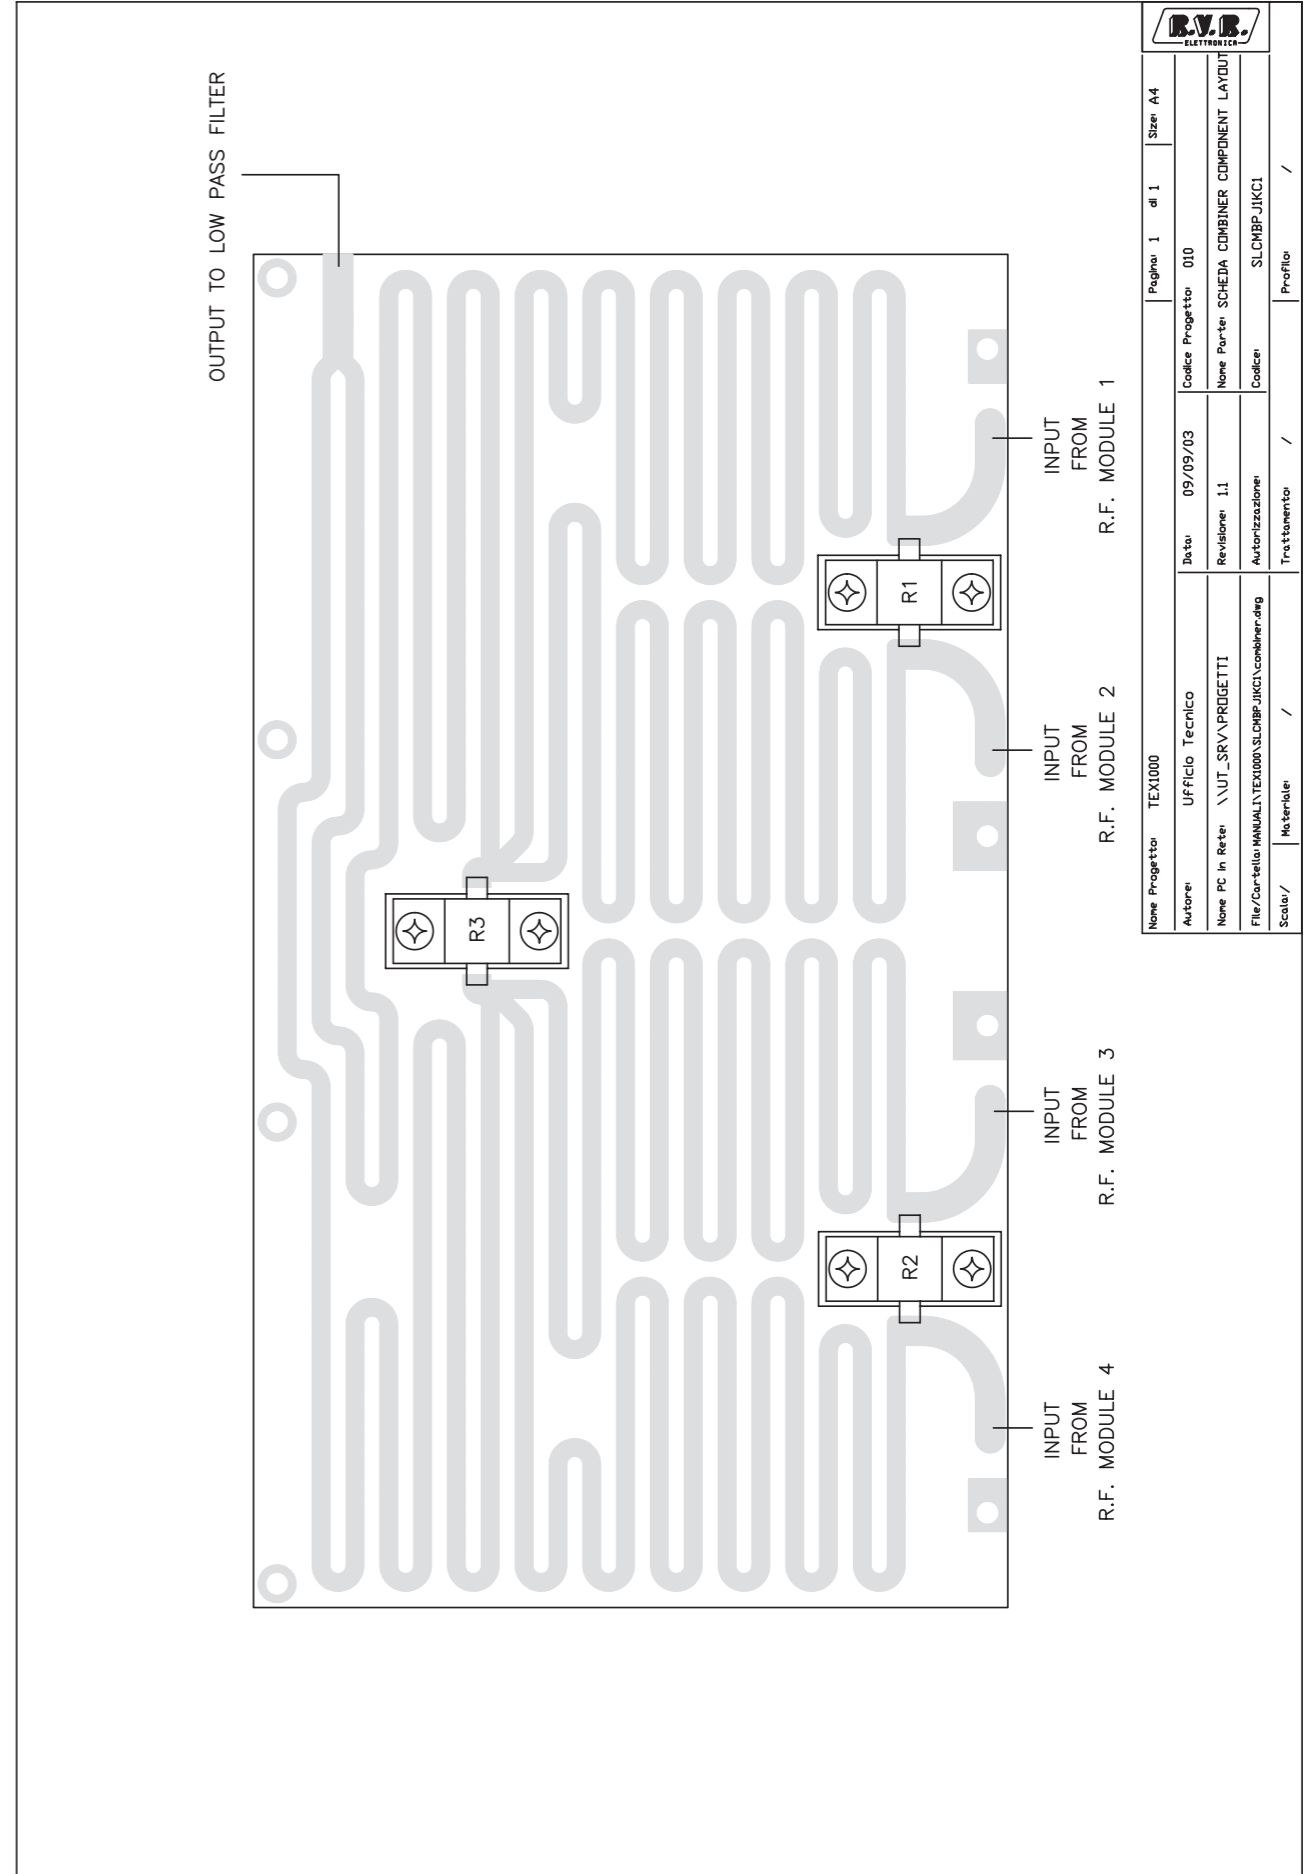 OUTPUT TO LOW PASS FILTER
R3
R2
R1
INPUT
FROM
R.F. MODULE 4
INPUT
FROM
R.F. MODULE 3
INPUT
FROM
R.F. MODULE 2
INPUT
FROM
R.F. MODULE 1
Nome Progetto: TEX1000
Pagina: 1 di 1
Size: A4
Autore: Ufficio Tecnico
Data: 09/09/03
Codice Progetto: 010
Nome PC in Rete: \\UT_SRV\PROGETTI
Revisione: 1.1
Nome Parte: SCHEDA COMBINER COMPONENT LAYOUT
File/Cartella: MANUALI\TEX1000\SLCMBPJ1KC1\combiner.dwg
Autorizzazione:
Codice: SLCMBPJ1KC1
Scala: /
Materiale: /
Trattamento: /
Profilo: /
R.V.R.
ELETTRONICA